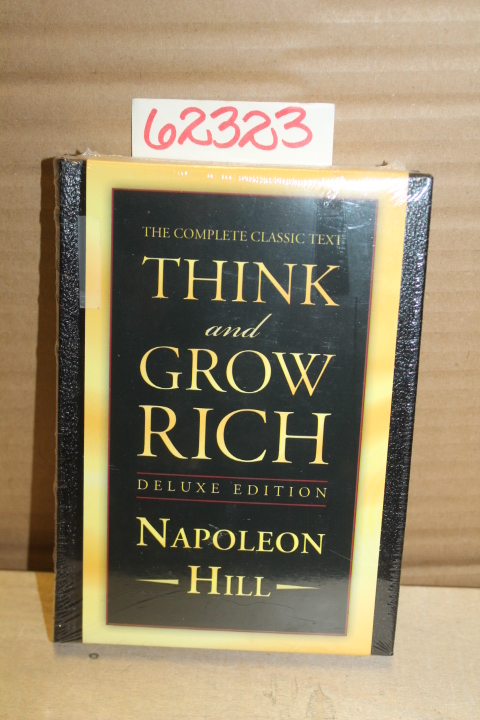 62323
THE COMPLETE CLASSIC TEXT
THINK
and
GROW
RICH
DELUXE EDITION
NAPOLEON
HILL